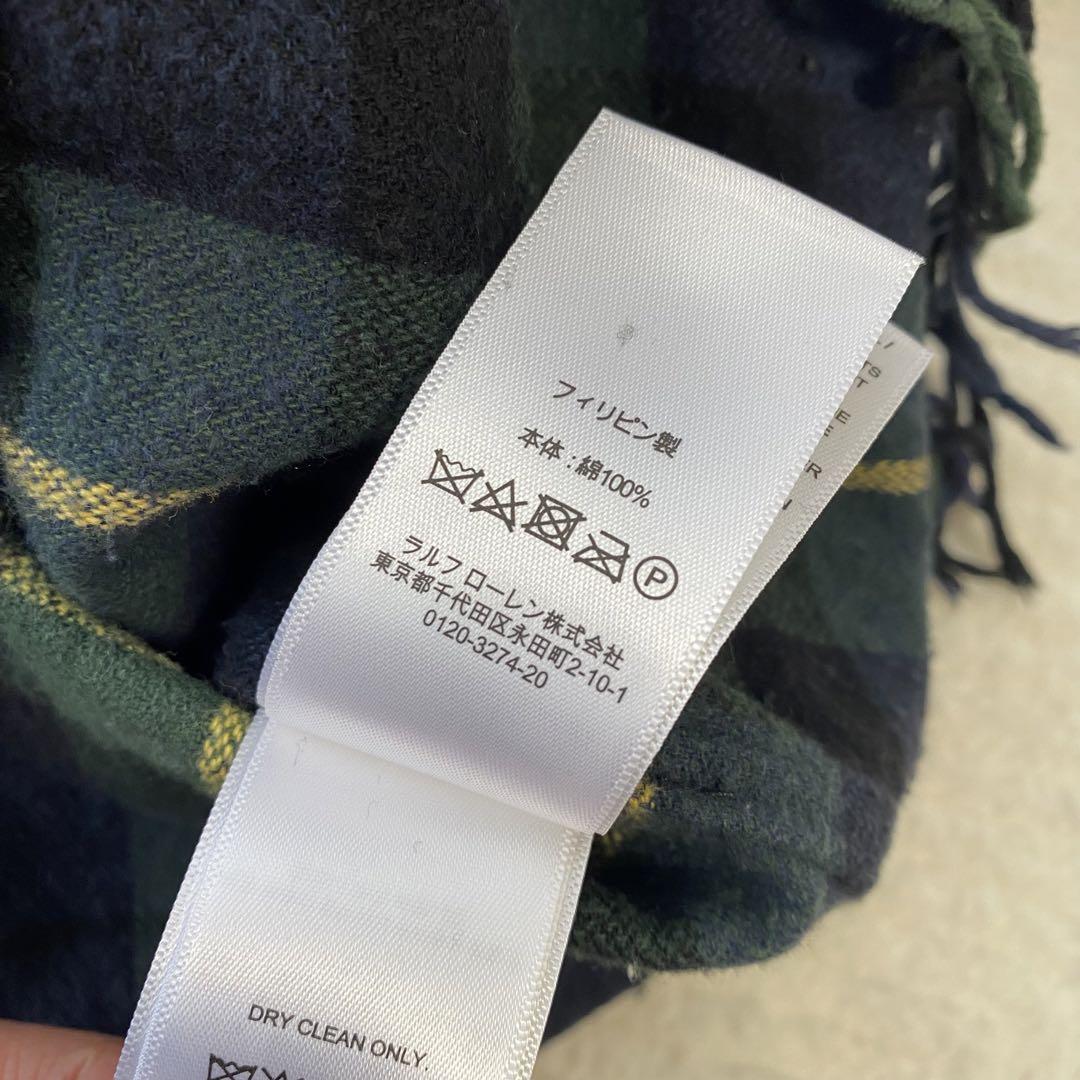 フィリピン製
本体：綿100%
P
ラルフ ローレン株式会社
東京都千代田区永田町2-10-1
0120-3274-20
DRY CLEAN ONLY.